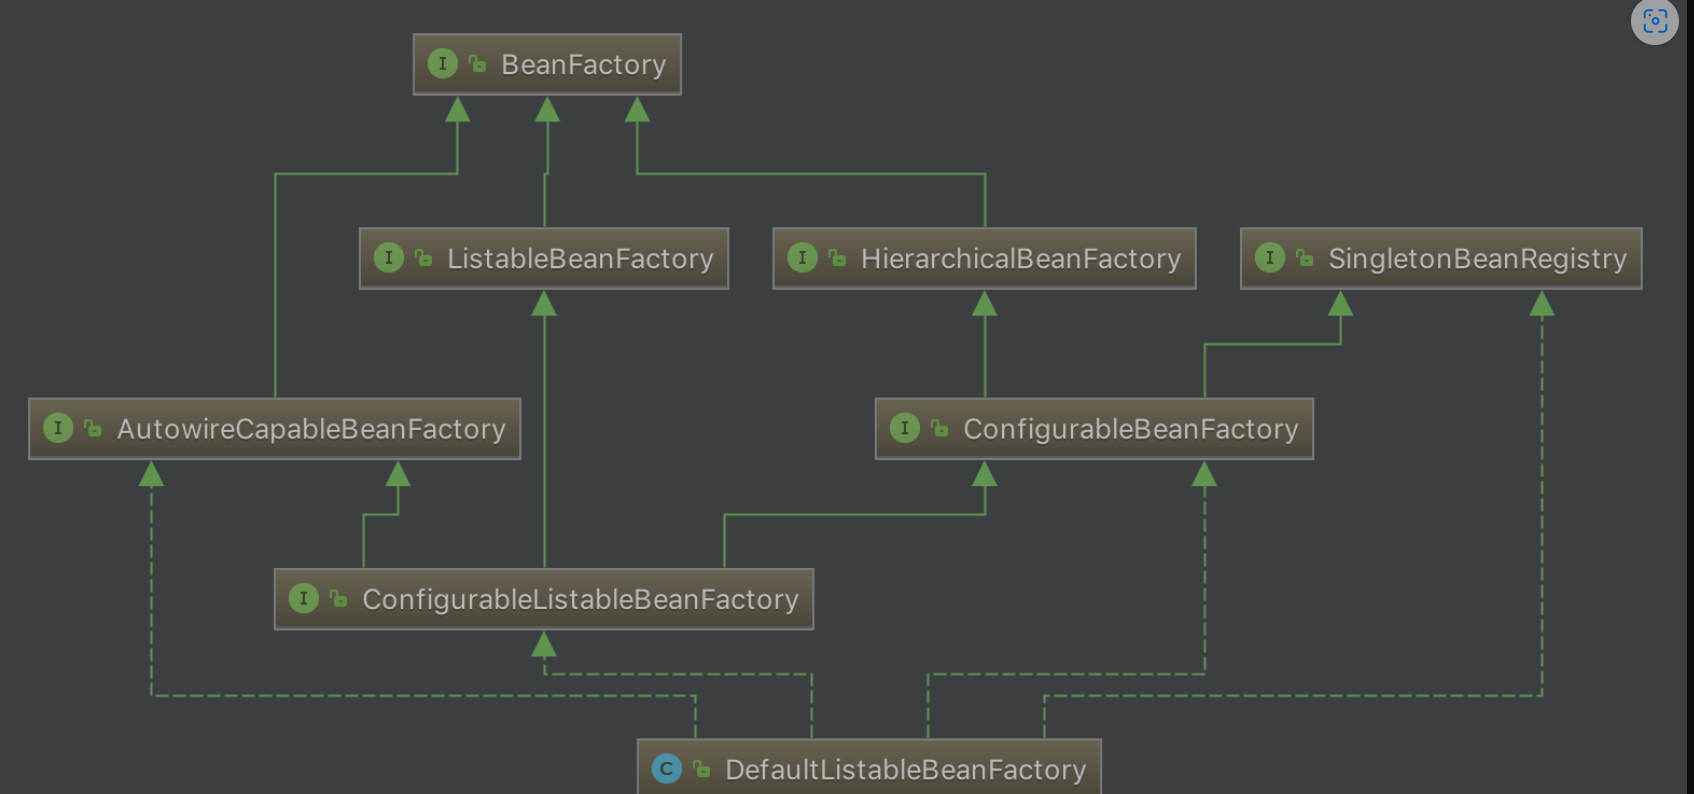 I BeanFactory
I ListableBeanFactory
I HierarchicalBeanFactory
I SingletonBeanRegistry
I AutowireCapableBeanFactory
I ConfigurableBeanFactory
I ConfigurableListableBeanFactory
C DefaultListableBeanFactory